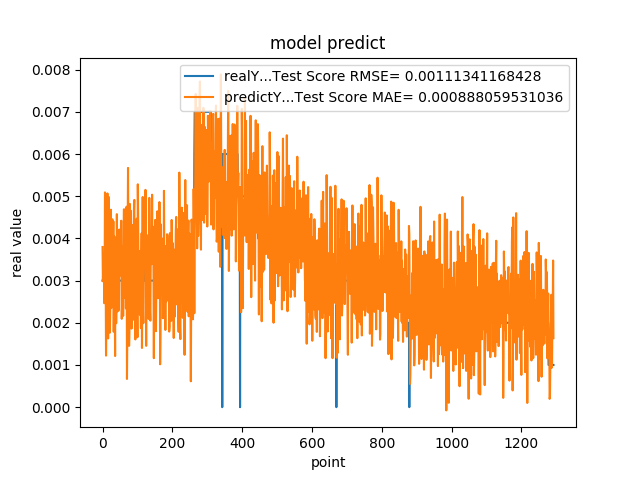 model predict
realY...Test Score RMSE= 0.00111341168428
predictY...Test Score MAE= 0.000888059531036
0.008
0.007
0.006
0.005
0.004
0.003
0.002
0.001
0.000
real value
0 200 400 600 800 1000 1200
point